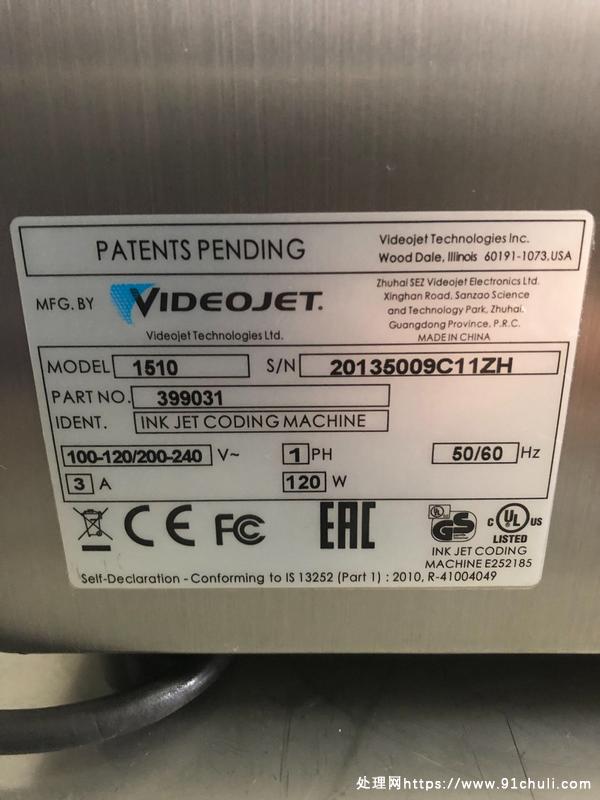 PATENTS PENDING
Videojet Technologies Inc.
Wood Dale, Illinois 60191-1073, USA
MFG. BY VIDEOJET.
Videojet Technologies Ltd.
Zhuhai SEZ Videojet Electronics Ltd.
Xinghan Road, Sanzao Science
and Technology Park, Zhuhai,
Guangdong Province, P.R.C.
MADE IN CHINA
MODEL 1510 S/N 20135009C11ZH
PART NO. 399031
IDENT. INK JET CODING MACHINE
100-120/200-240 V~ 1 PH 50/60 Hz
3 A 120 W
CE FC EAC GS c UL us
LISTED
INK JET CODING
MACHINE E252185
Self-Declaration - Conforming to IS 13252 (Part 1) : 2010, R-41004049
处理网https://www.91chuli.com